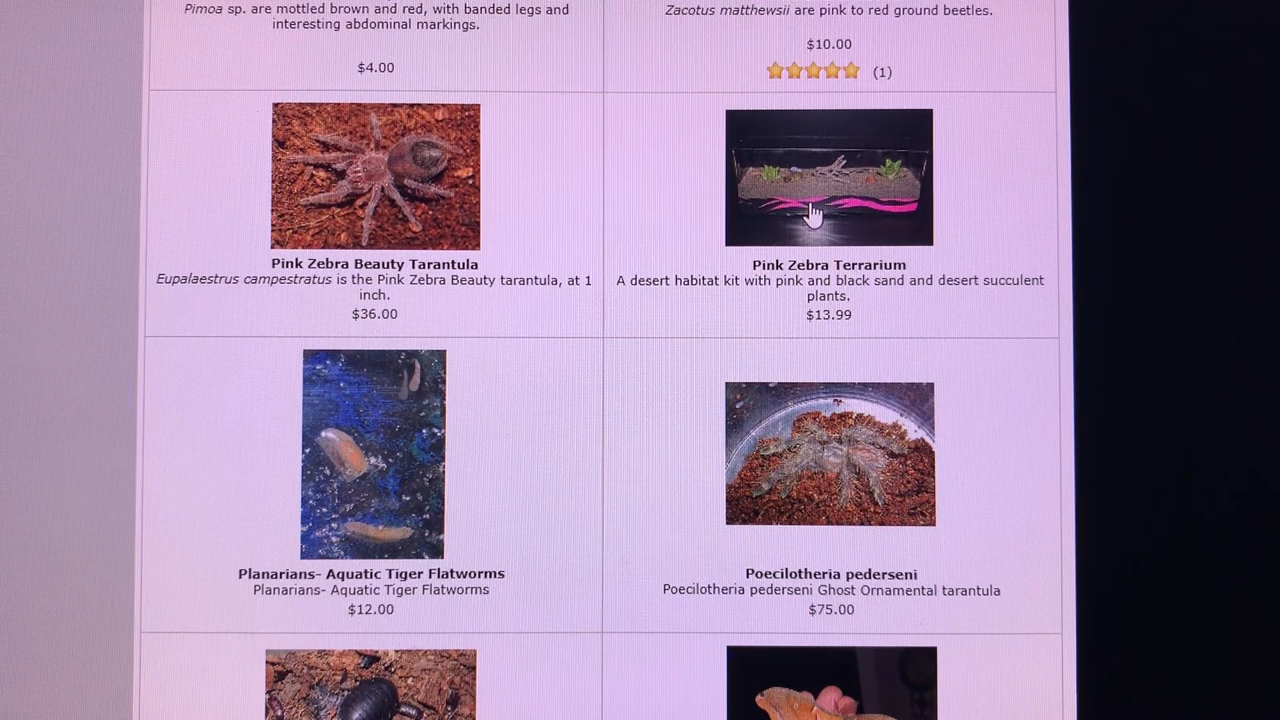 Pimoa sp. are mottled brown and red, with banded legs and
interesting abdominal markings.
$4.00
Zacotus matthewsii are pink to red ground beetles.
$10.00
(1)
Pink Zebra Beauty Tarantula
Eupalaestrus campestratus is the Pink Zebra Beauty tarantula, at 1
inch.
$36.00
Pink Zebra Terrarium
A desert habitat kit with pink and black sand and desert succulent
plants.
$13.99
Planarians- Aquatic Tiger Flatworms
Planarians- Aquatic Tiger Flatworms
$12.00
Poecilotheria pederseni
Poecilotheria pederseni Ghost Ornamental tarantula
$75.00